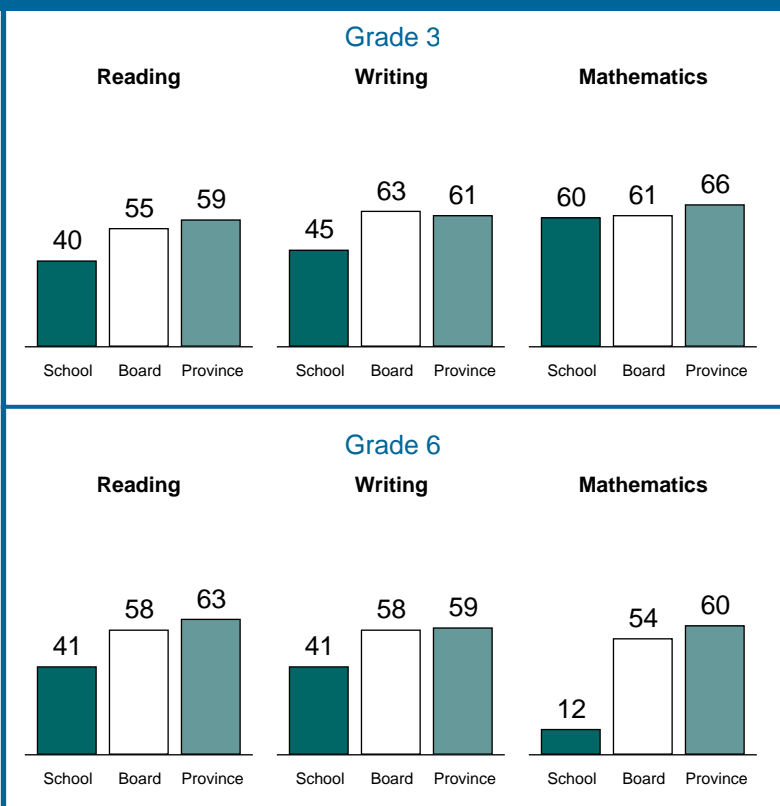 Grade 3
Reading Writing Mathematics
40 55 59 45 63 61 60 61 66
School Board Province School Board Province School Board Province
Grade 6
Reading Writing Mathematics
41 58 63 41 58 59 12 54 60
School Board Province School Board Province School Board Province